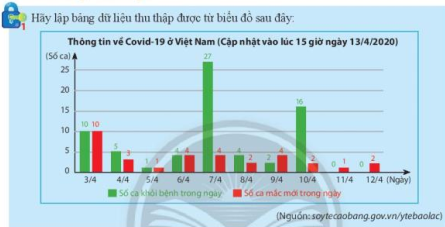 1
Hãy lập bảng dữ liệu thu thập được từ biểu đồ sau đây:
Thông tin về Covid-19 ở Việt Nam (Cập nhật vào lúc 15 giờ ngày 13/4/2020)
(Số ca)
27
25
20
16
15
10 10 10
5 5 3 1 1 4 4 4 4 2 2 4 2 0 1 0 2
0
3/4 4/4 5/4 6/4 7/4 8/4 9/4 10/4 11/4 12/4 (Ngày)
Số ca khỏi bệnh trong ngày Số ca mắc mới trong ngày
(Nguồn: soytecaobang.gov.vn/ytebaolac)